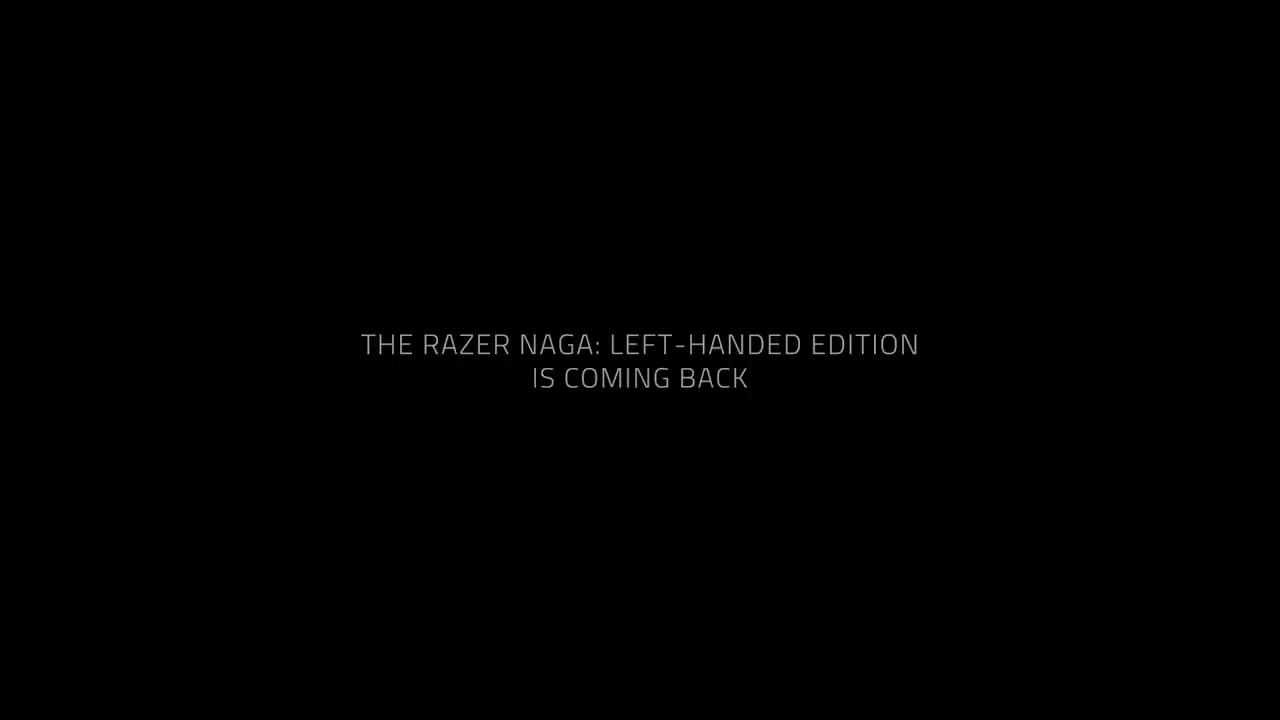 THE RAZER NAGA: LEFT-HANDED EDITION
IS COMING BACK